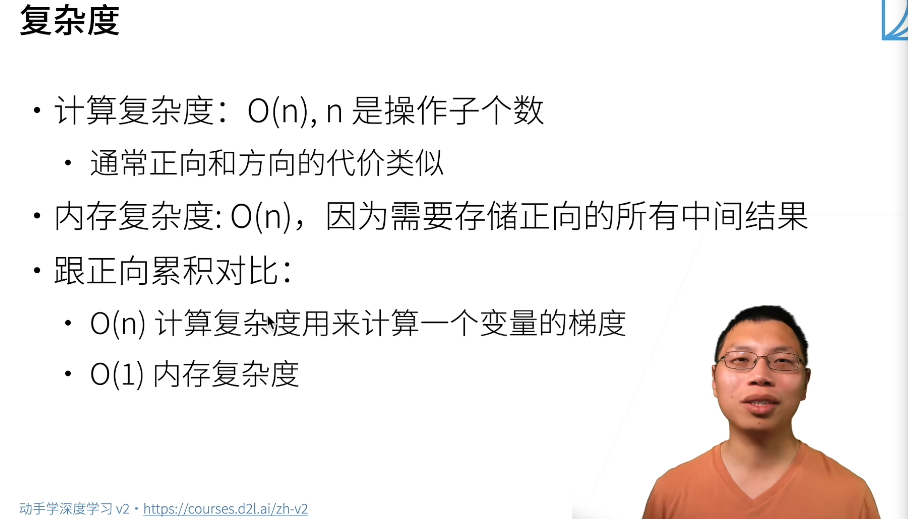 复杂度
• 计算复杂度：O(n), n 是操作子个数
• 通常正向和方向的代价类似
• 内存复杂度: O(n)，因为需要存储正向的所有中间结果
• 跟正向累积对比：
• O(n) 计算复杂度用来计算一个变量的梯度
• O(1) 内存复杂度
动手学深度学习 v2 • https://courses.d2l.ai/zh-v2